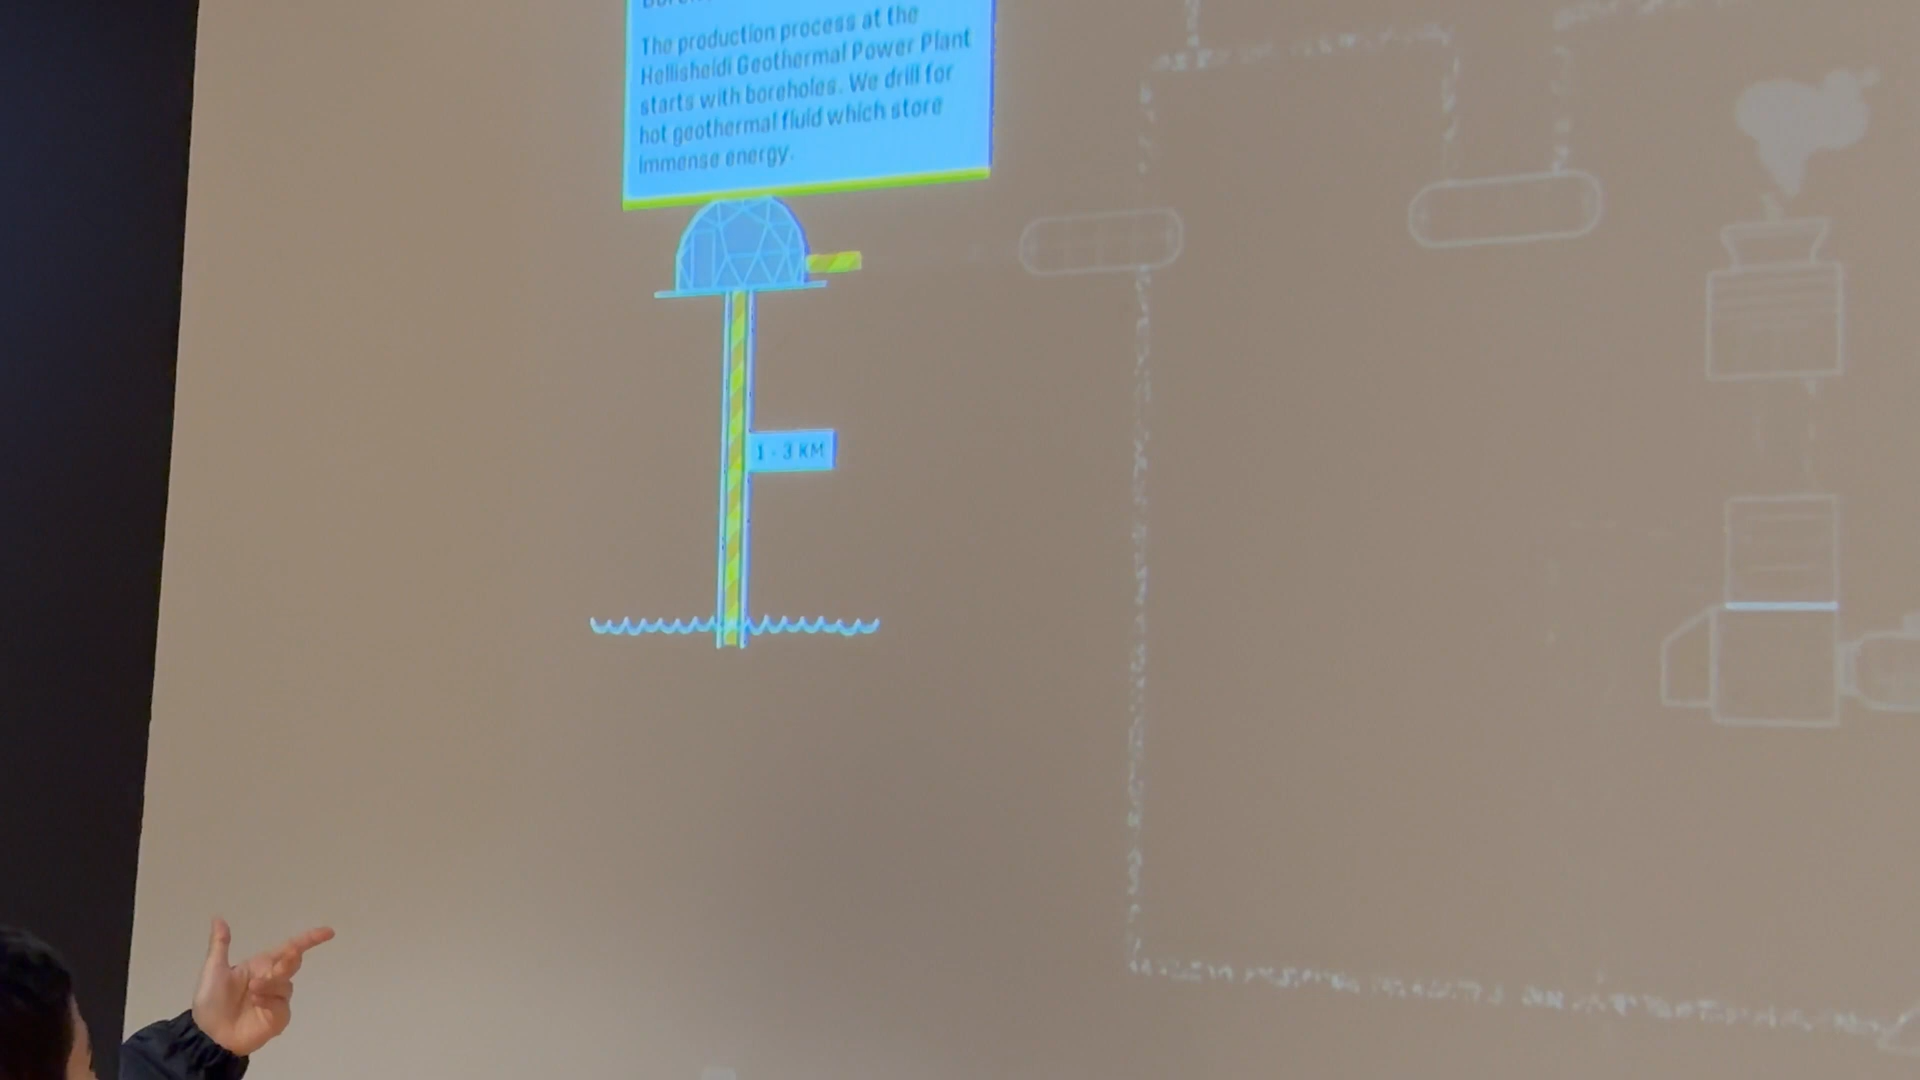 The production process at the
Hellisheidi Geothermal Power Plant
starts with boreholes. We drill for
hot geothermal fluid which store
immense energy.
1 - 3 KM